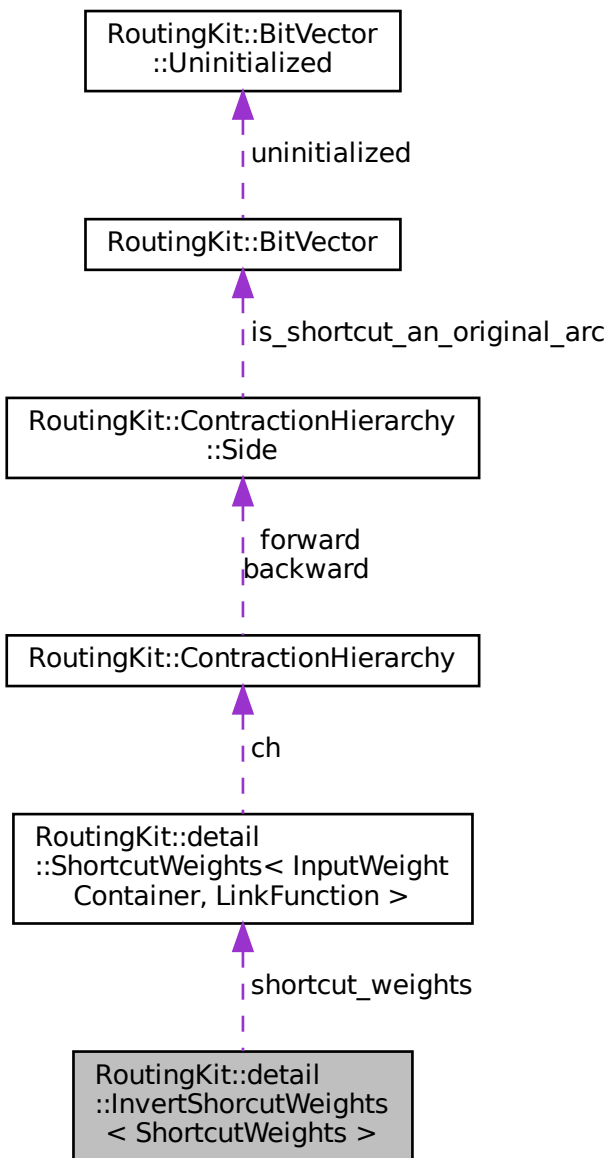 RoutingKit::BitVector
::Uninitialized
uninitialized
RoutingKit::BitVector
is_shortcut_an_original_arc
RoutingKit::ContractionHierarchy
::Side
forward
backward
RoutingKit::ContractionHierarchy
ch
RoutingKit::detail
::ShortcutWeights< InputWeight
Container, LinkFunction >
shortcut_weights
RoutingKit::detail
::InvertShorcutWeights
< ShortcutWeights >